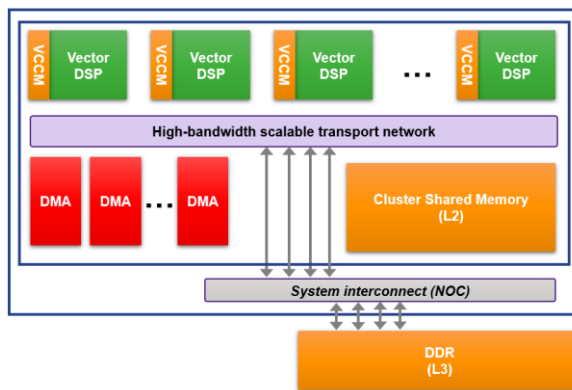 VCCM
Vector
DSP
VCCM
Vector
DSP
VCCM
Vector
DSP
...
VCCM
Vector
DSP
High-bandwidth scalable transport network
DMA
DMA
...
DMA
Cluster Shared Memory
(L2)
System interconnect (NOC)
DDR
(L3)